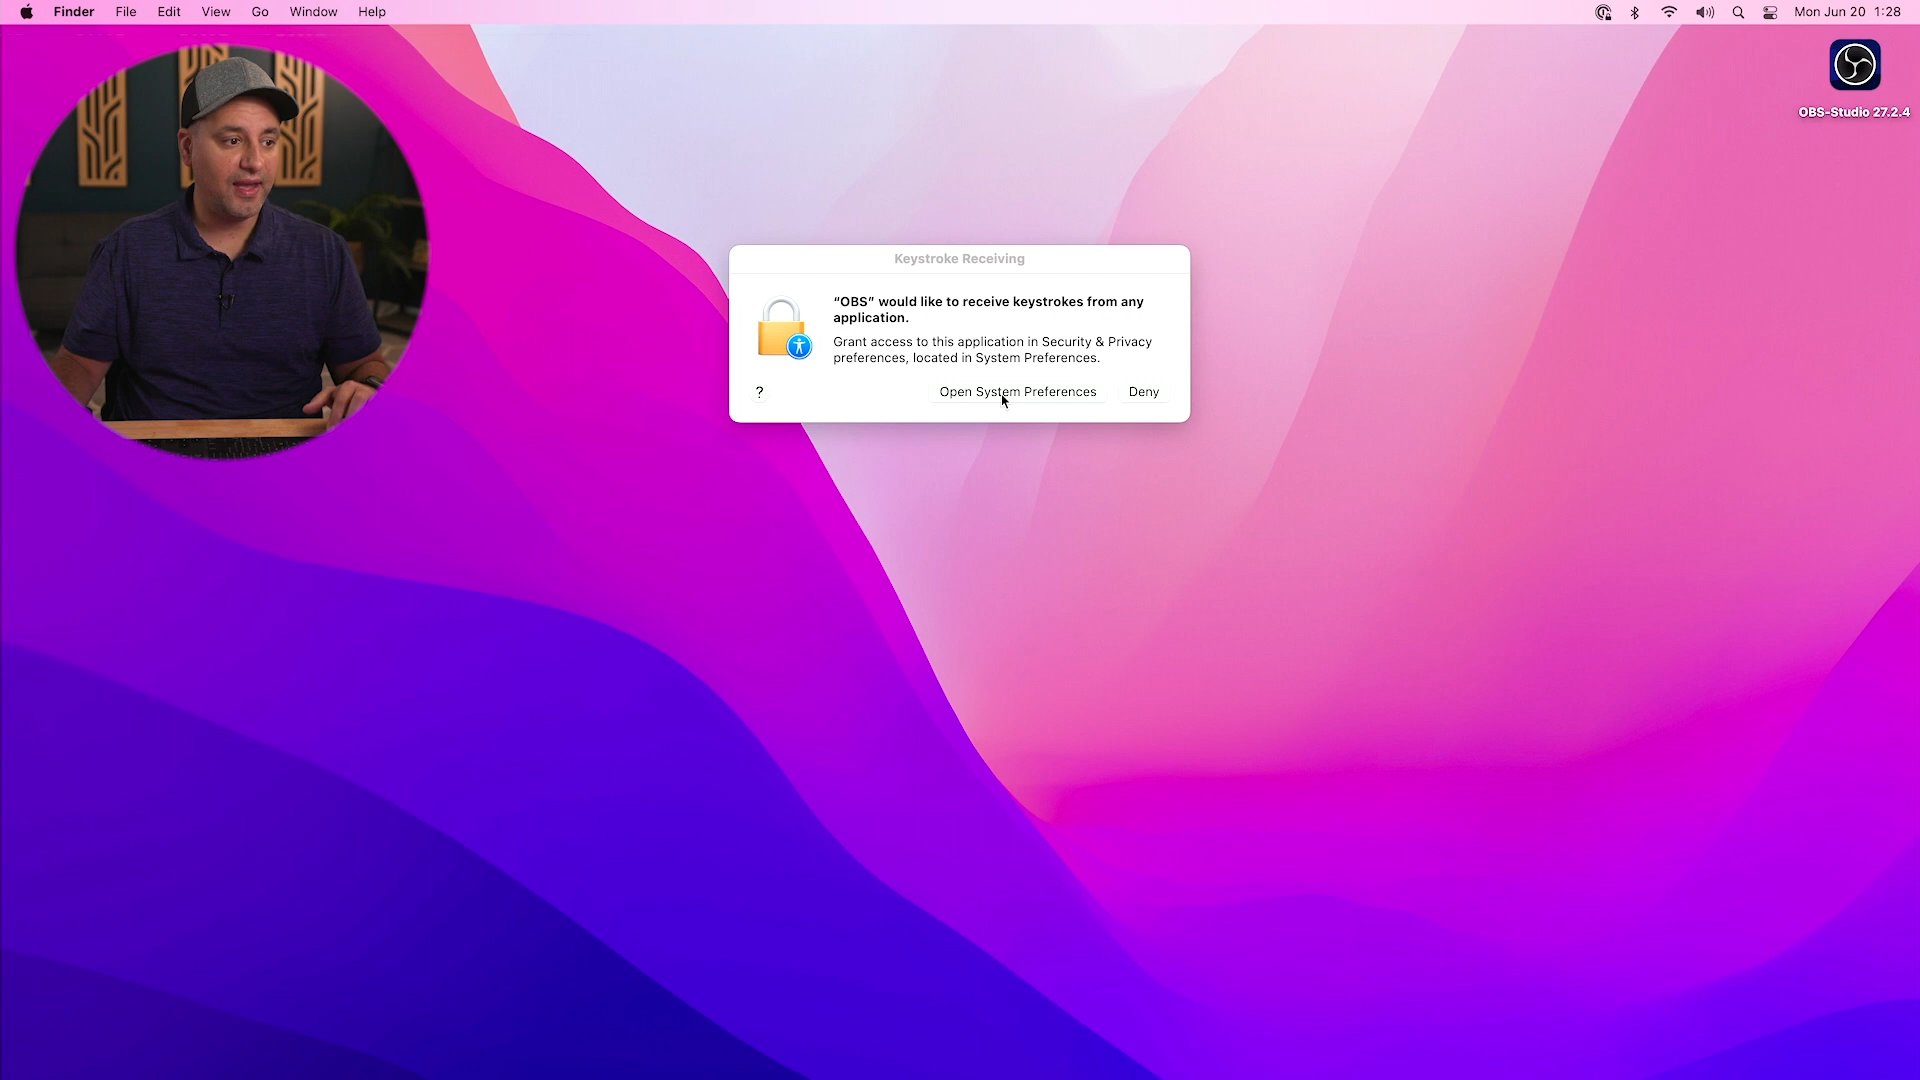 Finder File Edit View Go Window Help
Mon Jun 20 1:28
OBS-Studio 27.2.4
Keystroke Receiving
“OBS” would like to receive keystrokes from any
application.
Grant access to this application in Security & Privacy
preferences, located in System Preferences.
?
Open System Preferences
Deny